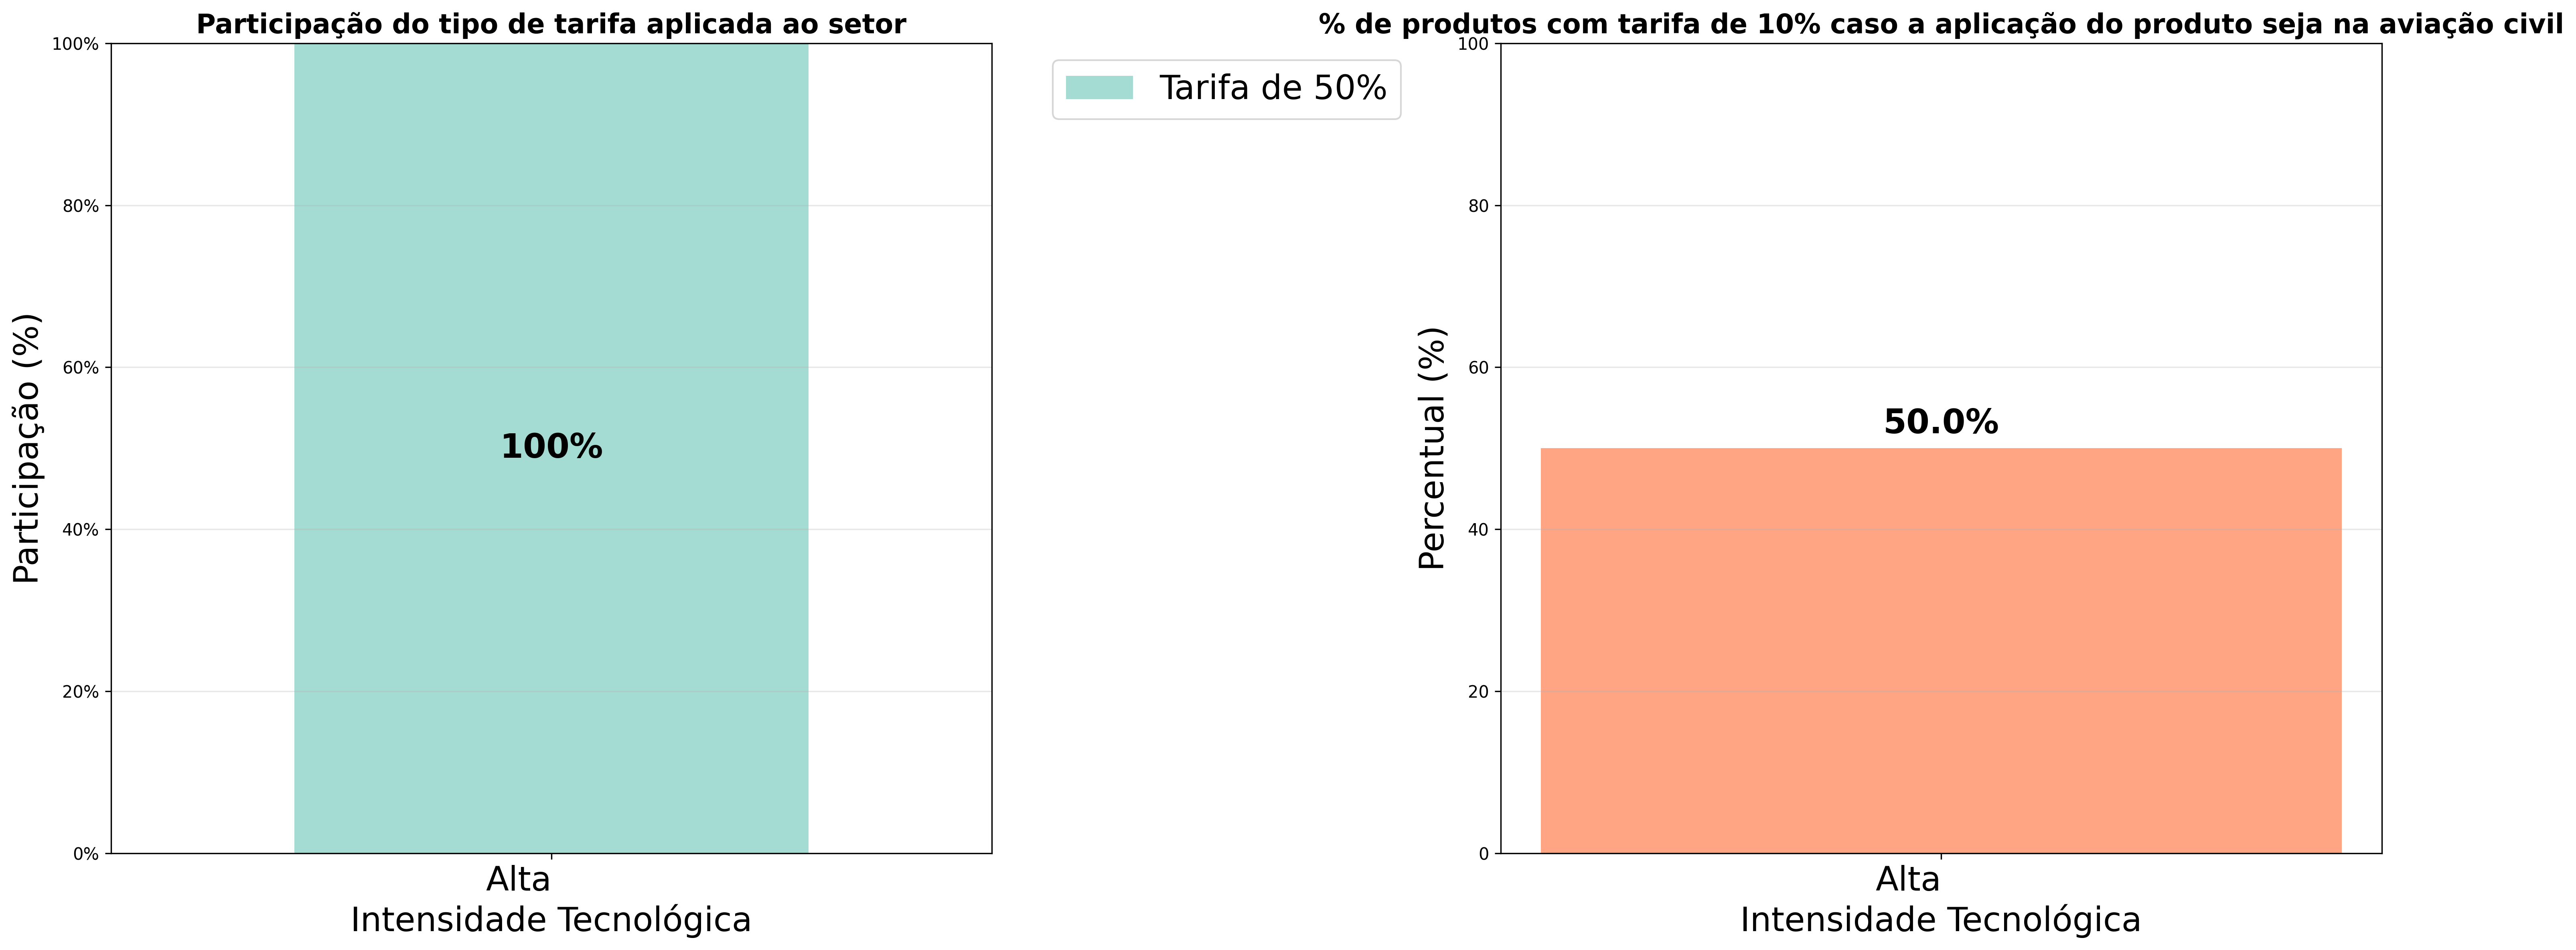 Participação do tipo de tarifa aplicada ao setor
Participação (%)
100%
80%
60%
40%
20%
0%
100%
Alta
Intensidade Tecnológica
Tarifa de 50%
% de produtos com tarifa de 10% caso a aplicação do produto seja na aviação civil
Percentual (%)
100
80
60
40
20
0
50.0%
Alta
Intensidade Tecnológica